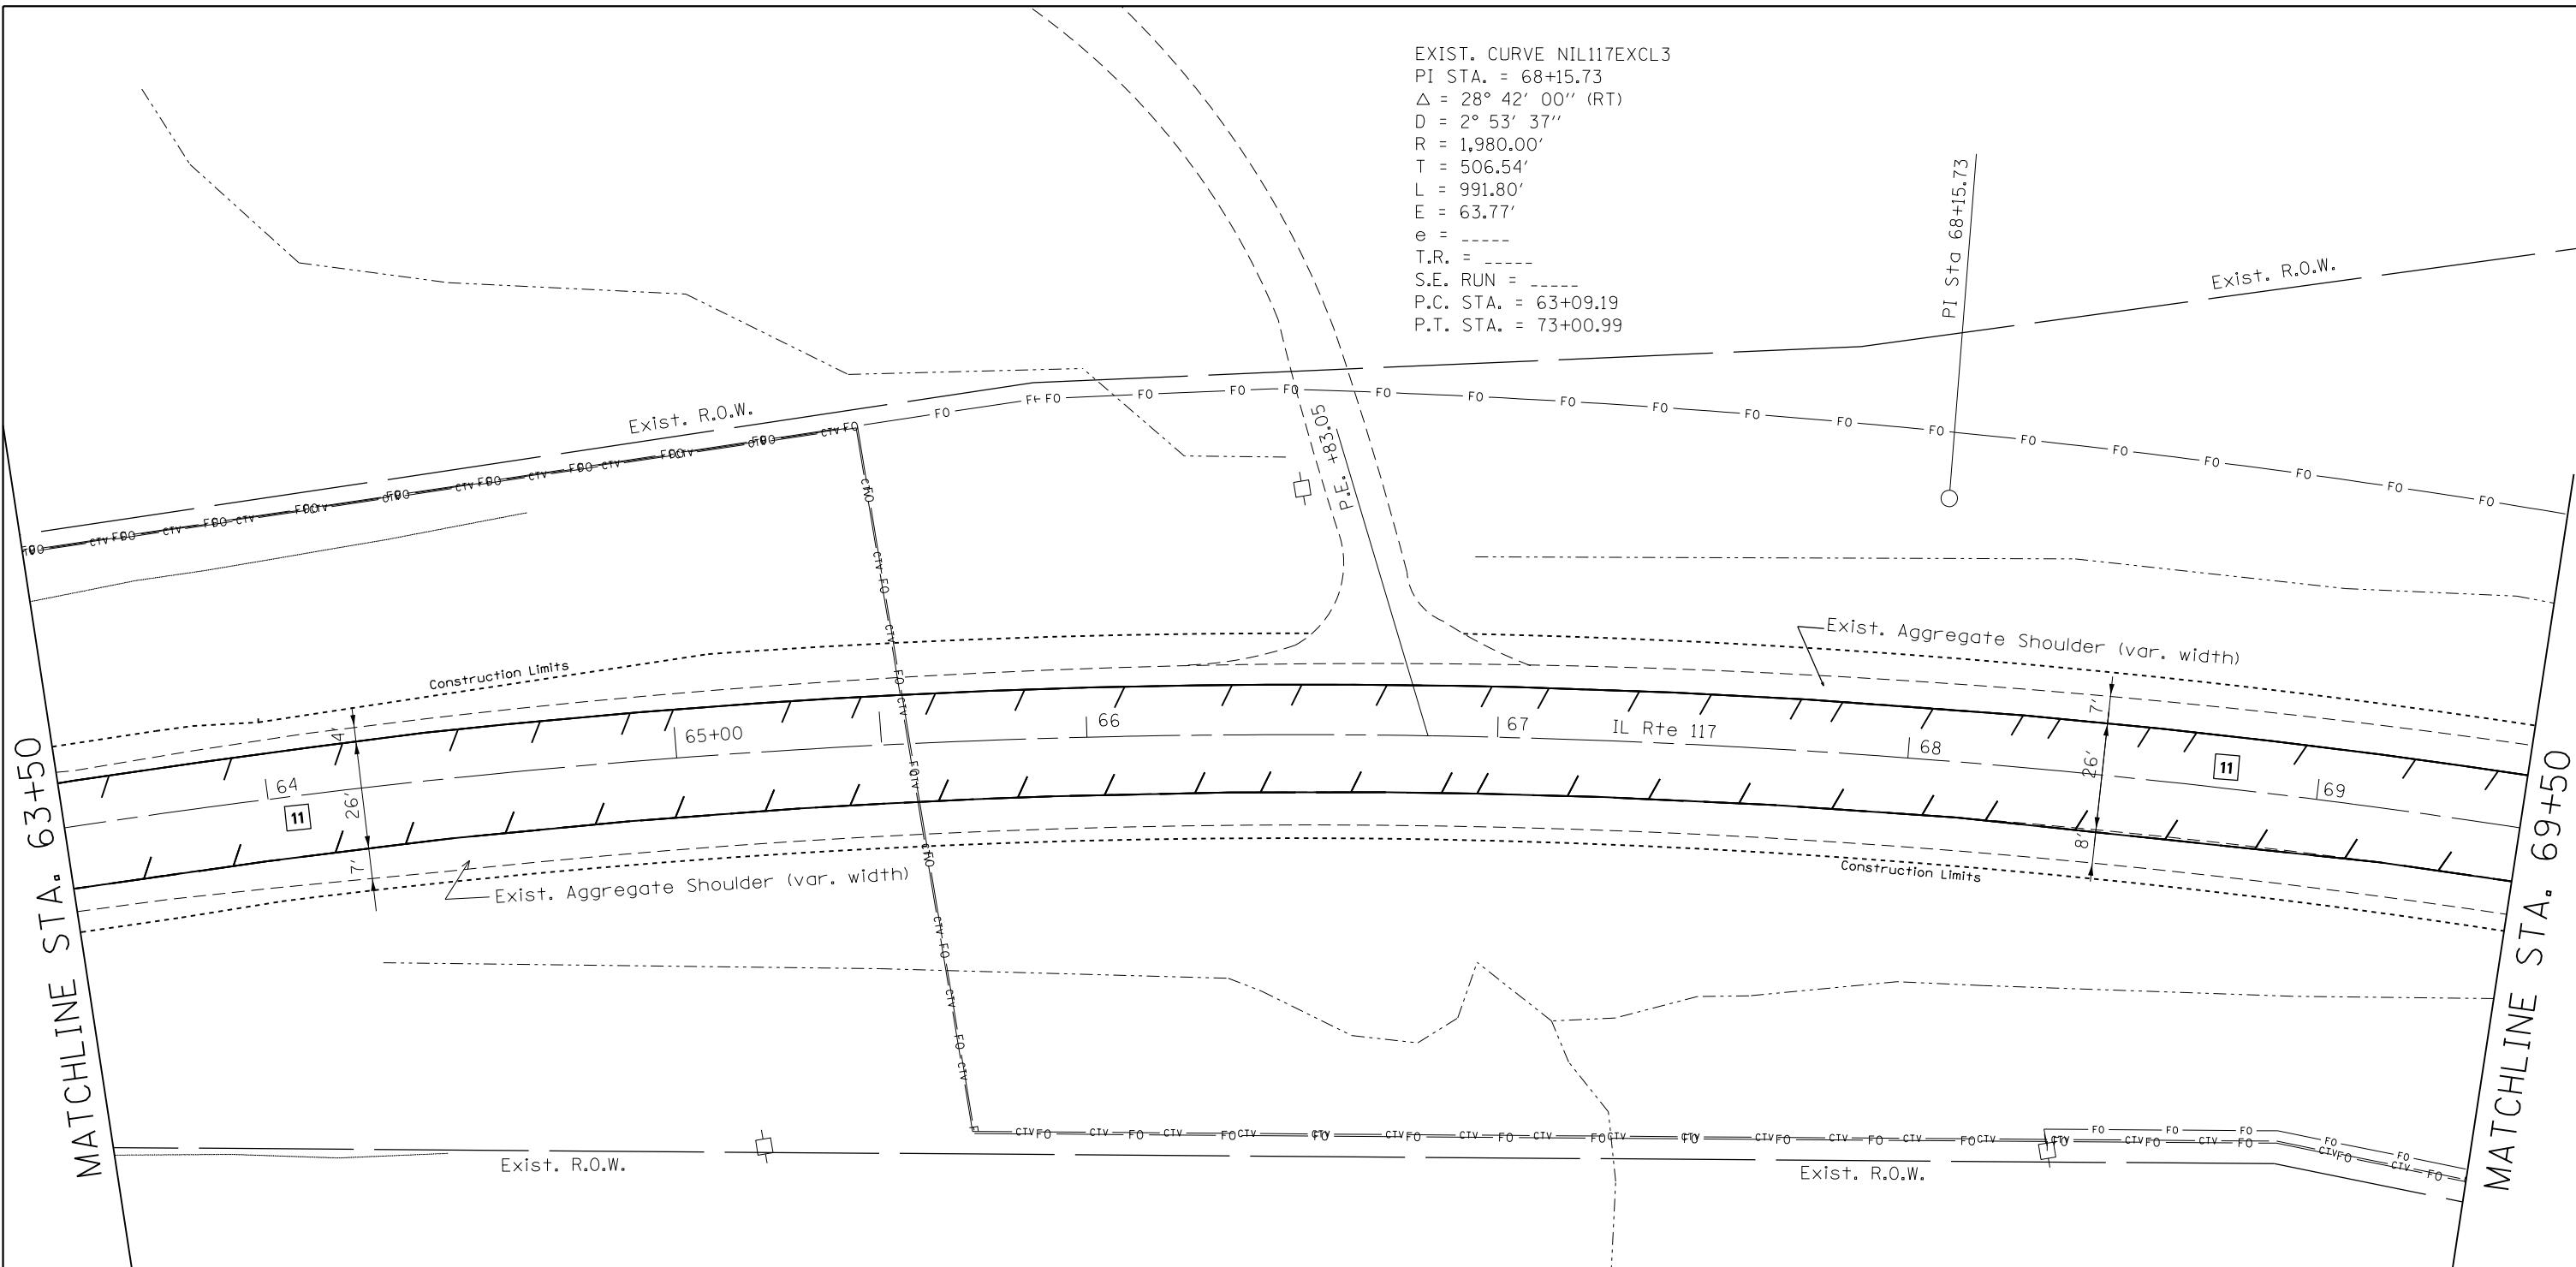 EXIST. CURVE NIL117EXCL3
PI STA. = 68+15.73
Δ = 28° 42' 00'' (RT)
D = 2° 53' 37''
R = 1,980.00'
T = 506.54'
L = 991.80'
E = 63.77'
e = _____
T.R. = _____
S.E. RUN = _____
P.C. STA. = 63+09.19
P.T. STA. = 73+00.99
PI Sta 68+15.73
Exist. R.O.W.
Exist. R.O.W.
P.E. +83.05
Exist. Aggregate Shoulder (var. width)
Construction Limits
4'
26'
7'
64
65+00
66
67
IL Rte 117
68
69
11
11
7'
26'
8'
Exist. Aggregate Shoulder (var. width)
Construction Limits
MATCHLINE STA. 63+50
MATCHLINE STA. 69+50
Exist. R.O.W.
Exist. R.O.W.
FO
CTV